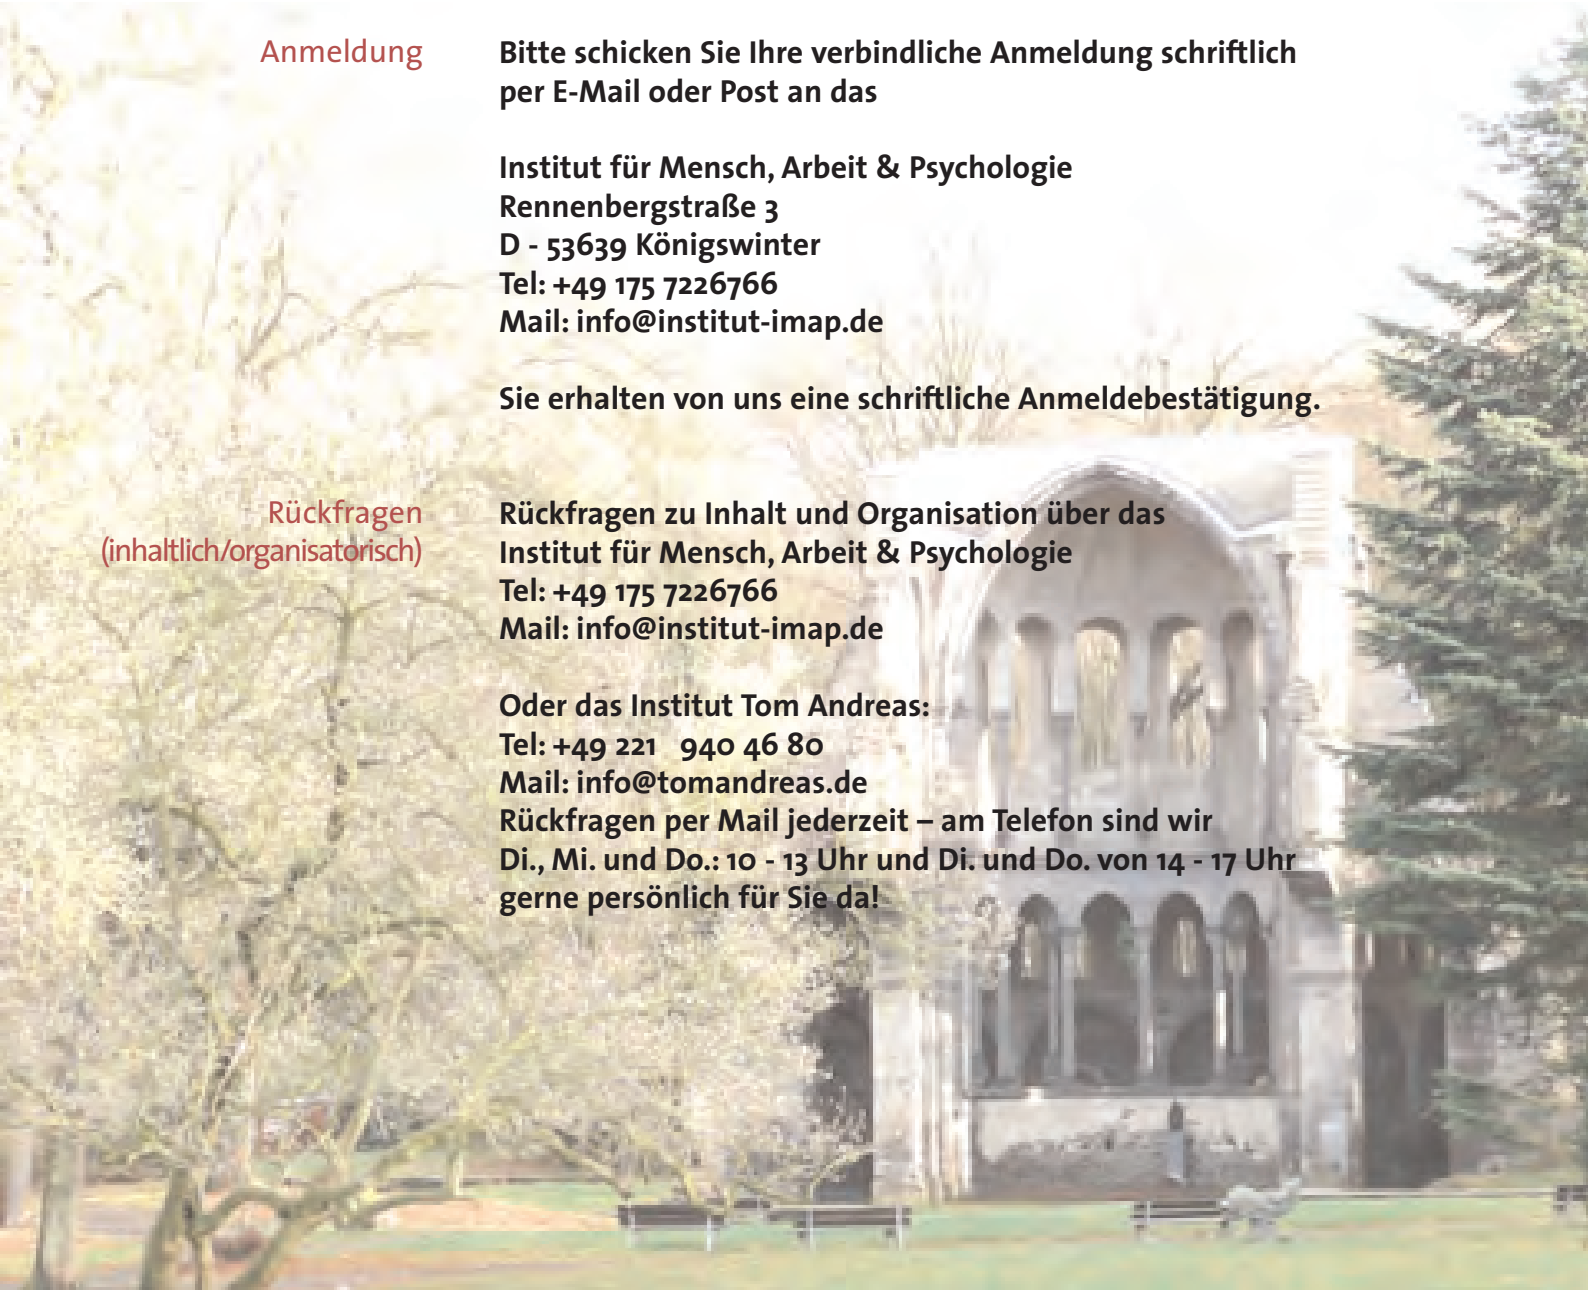 Anmeldung
Bitte schicken Sie Ihre verbindliche Anmeldung schriftlich
per E-Mail oder Post an das
Institut für Mensch, Arbeit & Psychologie
Rennenbergstraße 3
D - 53639 Königswinter
Tel: +49 175 7226766
Mail: info@institut-imap.de
Sie erhalten von uns eine schriftliche Anmeldebestätigung.
Rückfragen
(inhaltlich/organisatorisch)
Rückfragen zu Inhalt und Organisation über das
Institut für Mensch, Arbeit & Psychologie
Tel: +49 175 7226766
Mail: info@institut-imap.de
Oder das Institut Tom Andreas:
Tel: +49 221   940 46 80
Mail: info@tomandreas.de
Rückfragen per Mail jederzeit – am Telefon sind wir
Di., Mi. und Do.: 10 - 13 Uhr und Di. und Do. von 14 - 17 Uhr
gerne persönlich für Sie da!